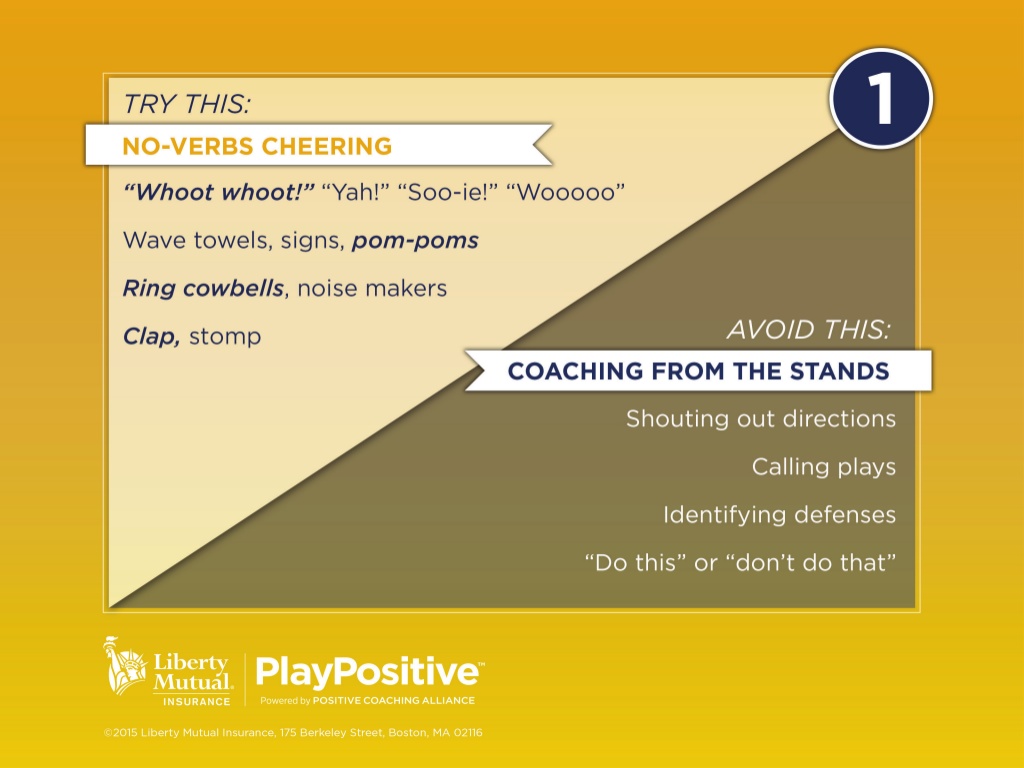 1
TRY THIS:
NO-VERBS CHEERING
“Whoot whoot!” “Yah!” “Soo-ie!” “Wooooo”
Wave towels, signs, pom-poms
Ring cowbells, noise makers
Clap, stomp
AVOID THIS:
COACHING FROM THE STANDS
Shouting out directions
Calling plays
Identifying defenses
“Do this” or “don’t do that”
Liberty
Mutual®
INSURANCE
PlayPositive™
Powered by POSITIVE COACHING ALLIANCE
©2015 Liberty Mutual Insurance, 175 Berkeley Street, Boston, MA 02116